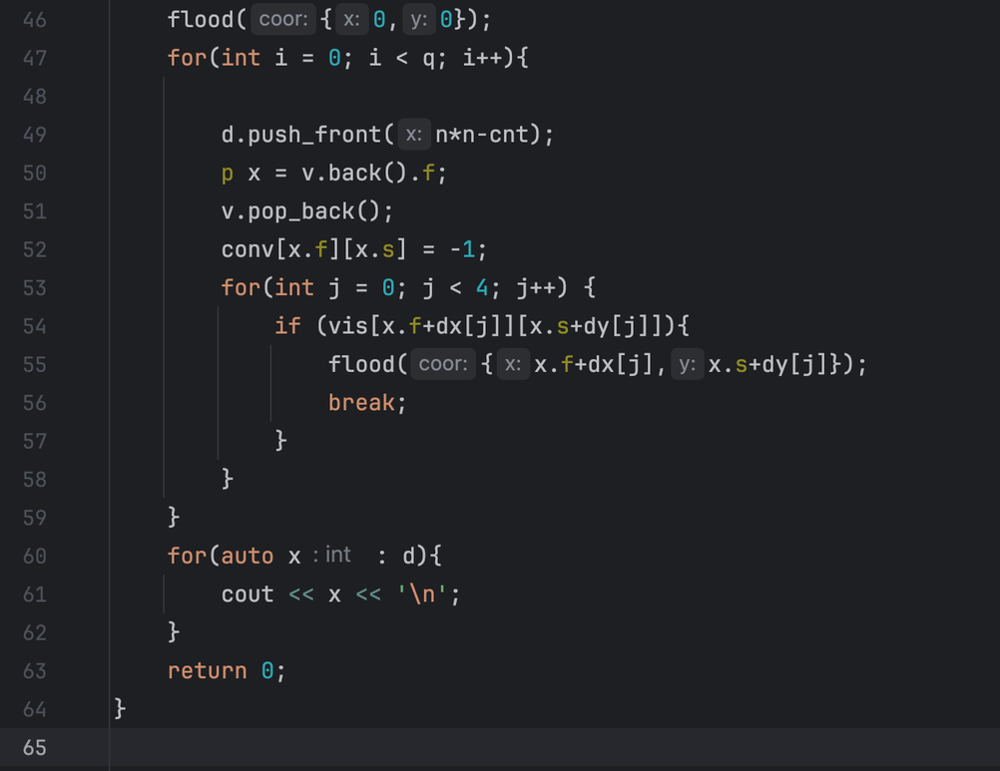 46 flood( coor: { x: 0, y: 0});
47 for(int i = 0; i < q; i++){
48
49 d.push_front( x: n*n-cnt);
50 p x = v.back().f;
51 v.pop_back();
52 conv[x.f][x.s] = -1;
53 for(int j = 0; j < 4; j++) {
54 if (vis[x.f+dx[j]][x.s+dy[j]]){
55 flood( coor: { x: x.f+dx[j], y: x.s+dy[j]});
56 break;
57 }
58 }
59 }
60 for(auto x : int : d){
61 cout << x << '\n';
62 }
63 return 0;
64 }
65